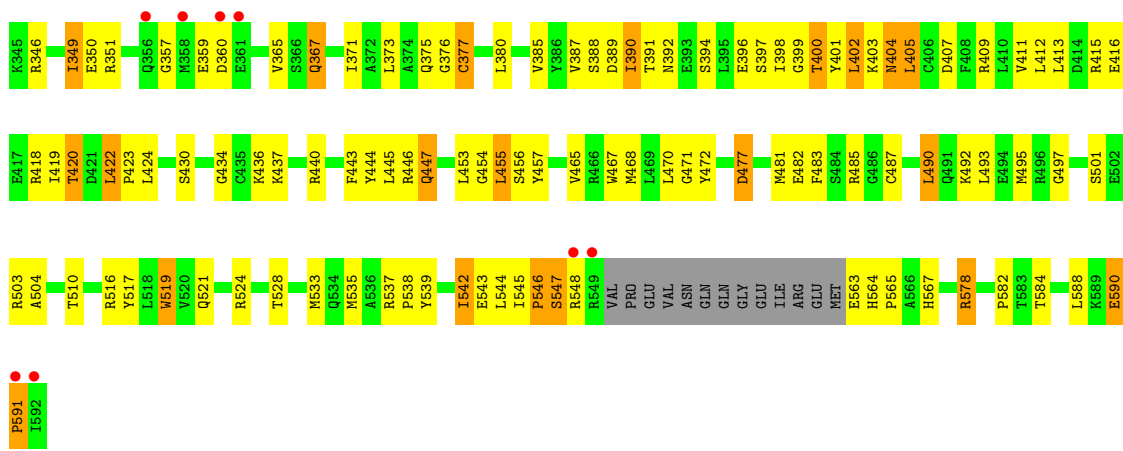 K345 R346 I349 E350 R351 Q356 G357 M358 E359 D360 E361 V365 S366 Q367 I371 A372 L373 A374 Q375 G376 C377 L380 V385 Y386 V387 S388 D389 I390 T391 N392 E393 S394 L395 E396 S397 I398 G399 T400 Y401 L402 K403 N404 L405 C406 D407 F408 R409 L410 V411 L412 L413 D414 R415 E416
E417 R418 I419 T420 D421 L422 P423 L424 S430 G434 C435 K436 K437 R440 F443 Y444 L445 R446 Q447 L453 G454 L455 S456 Y457 V465 R466 W467 M468 L469 L470 G471 Y472 D477 M481 E482 F483 S484 R485 G486 C487 L490 Q491 K492 L493 E494 M495 R496 G497 S501 E502
R503 A504 T510 R516 Y517 L518 W519 V520 Q521 R524 T528 M533 Q534 M535 A536 R537 P538 Y539 I542 E543 L544 I545 P546 S547 R548 R549 VAL PRO GLU VAL ASN GLN GLN GLY GLU ILE ARG GLU MET E563 H564 P565 A566 H567 R578 P582 T583 T584 L588 K589 E590
P591 I592